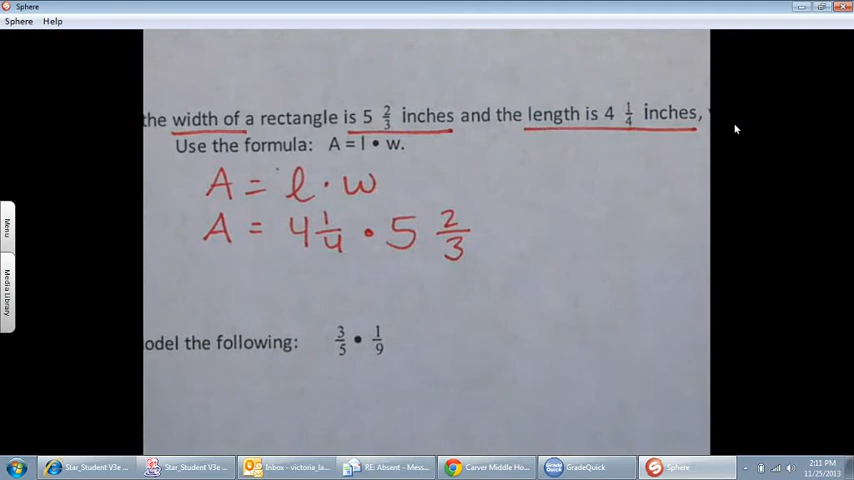 Sphere
Sphere Help
the width of a rectangle is 5 2/3 inches and the length is 4 1/4 inches,
Use the formula: A = l • w.
A = l · w
A = 4 1/4 · 5 2/3
Menu
Media Library
odel the following: 3/5 • 1/9
Star_Student V3e ...
Star_Student V3e ...
Inbox - victoria_la...
RE: Absent - Mess...
Carver Middle Ho...
GradeQuick
Sphere
2:11 PM
11/25/2013